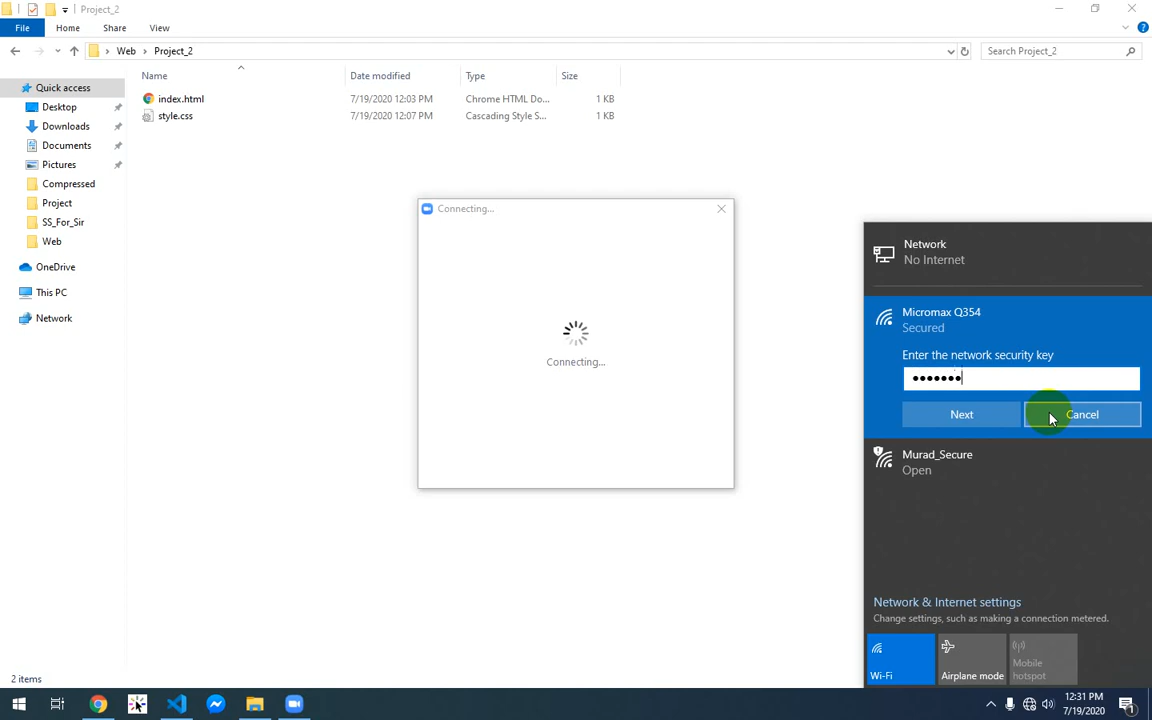 Project_2
File Home Share View
Web Project_2
Search Project_2
Name Date modified Type Size
Quick access
index.html 7/19/2020 12:03 PM Chrome HTML Do... 1 KB
style.css 7/19/2020 12:07 PM Cascading Style S... 1 KB
Desktop
Downloads
Documents
Pictures
Compressed
Project
SS_For_Sir
Web
OneDrive
This PC
Network
Connecting...
Connecting...
Network
No Internet
Micromax Q354
Secured
Enter the network security key
●●●●●●●
Next Cancel
Murad_Secure
Open
Network & Internet settings
Change settings, such as making a connection metered.
Wi-Fi
Airplane mode
Mobile
hotspot
2 items
12:31 PM
7/19/2020
1